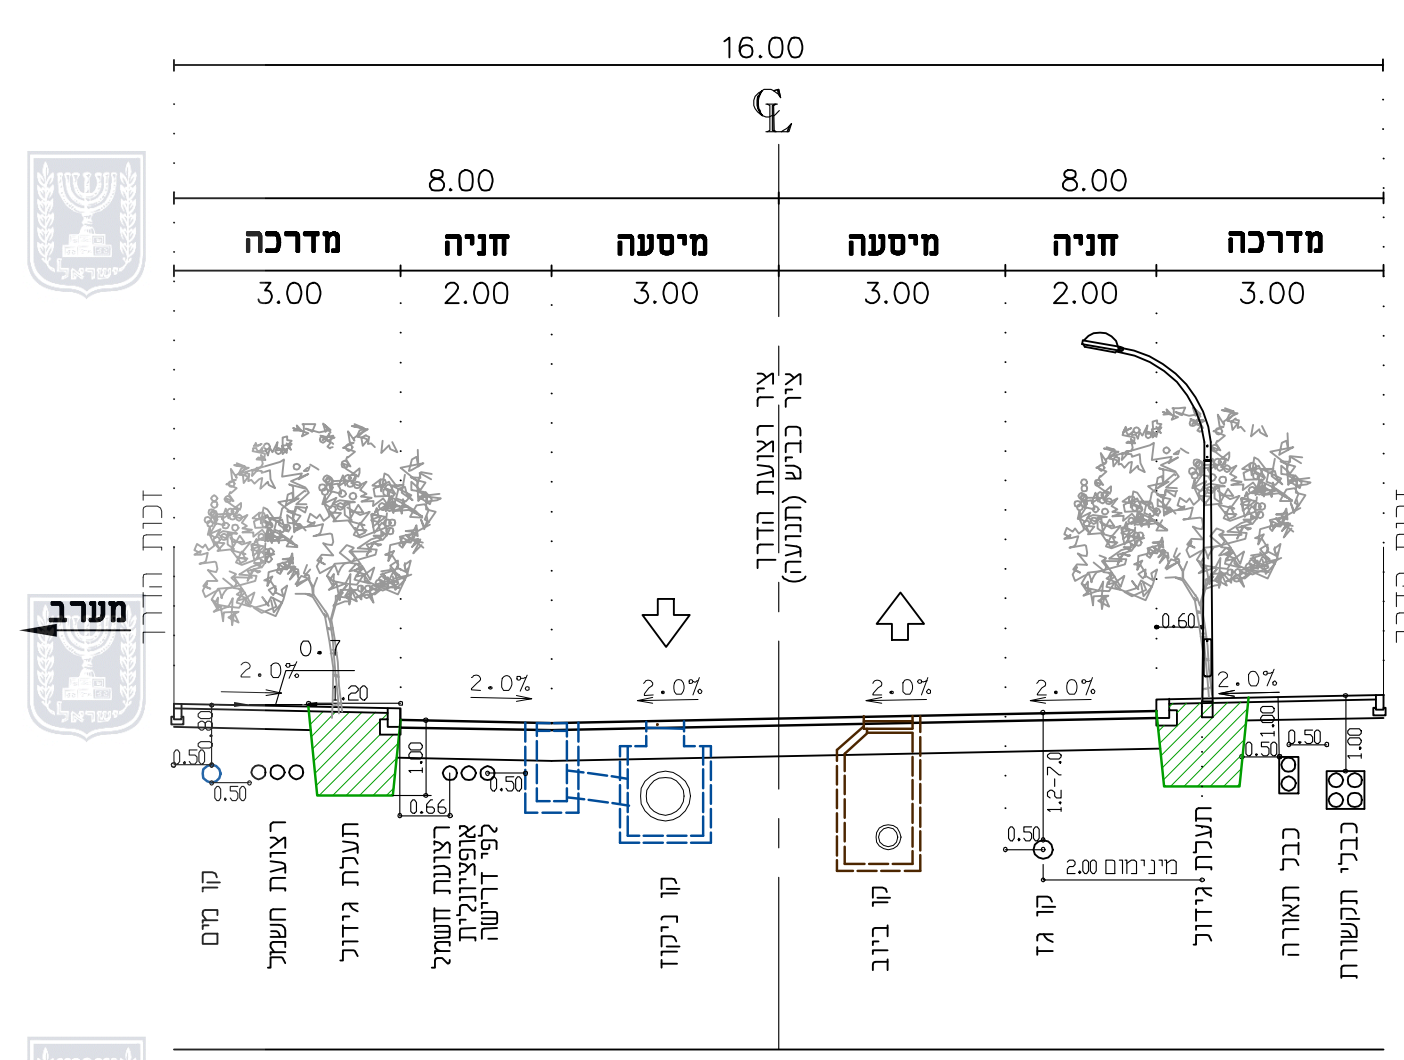 16.00
CL
8.00
8.00
מדרכה
חניה
מיסעה
מיסעה
חניה
מדרכה
3.00
2.00
3.00
3.00
2.00
3.00
ציר רצועת הדרך
ציר כביש (תנועה)
זכות הדרך
מערב
ישראל
ישראל
0.7
2.0%
1.20
2.0%
2.0%
2.0%
2.0%
2.0%
0.60
0.80
0.50
0.50
1.00
0.66
0.50
1.2-7.0
0.50
מינימום 2.00
1.00
0.50
0.50
1.00
קו מים
רצועת חשמל
תעלת גידול
רצועת חשמל
אופציונלית
לפי דרישה
קו ניקוז
קו ביוב
קו גז
תעלת גידול
כבל תאורה
כבלי תקשורת